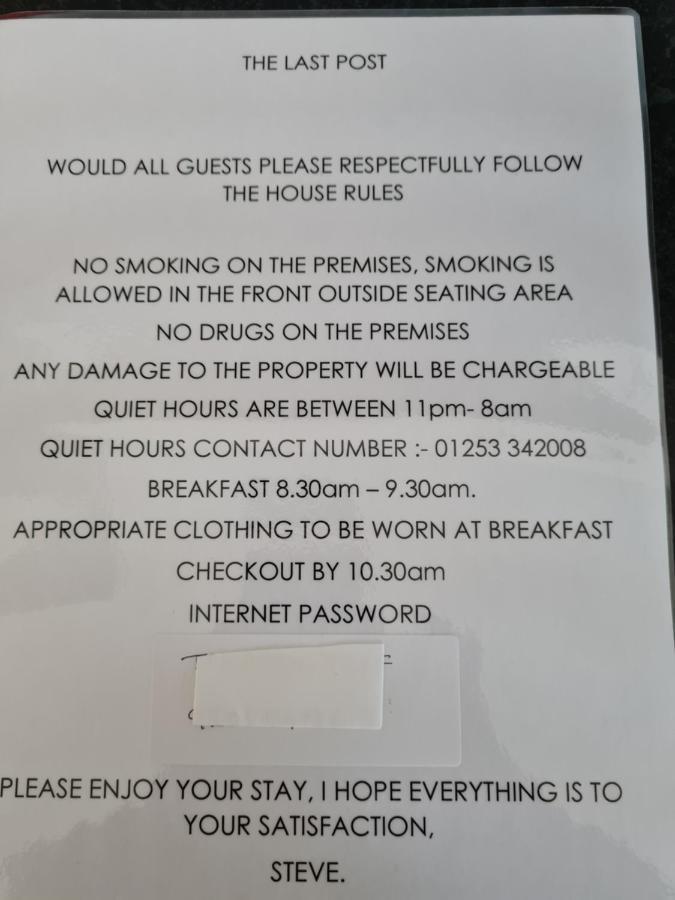 THE LAST POST
WOULD ALL GUESTS PLEASE RESPECTFULLY FOLLOW
THE HOUSE RULES
NO SMOKING ON THE PREMISES, SMOKING IS
ALLOWED IN THE FRONT OUTSIDE SEATING AREA
NO DRUGS ON THE PREMISES
ANY DAMAGE TO THE PROPERTY WILL BE CHARGEABLE
QUIET HOURS ARE BETWEEN 11pm- 8am
QUIET HOURS CONTACT NUMBER :- 01253 342008
BREAKFAST 8.30am – 9.30am.
APPROPRIATE CLOTHING TO BE WORN AT BREAKFAST
CHECKOUT BY 10.30am
INTERNET PASSWORD
PLEASE ENJOY YOUR STAY, I HOPE EVERYTHING IS TO
YOUR SATISFACTION,
STEVE.